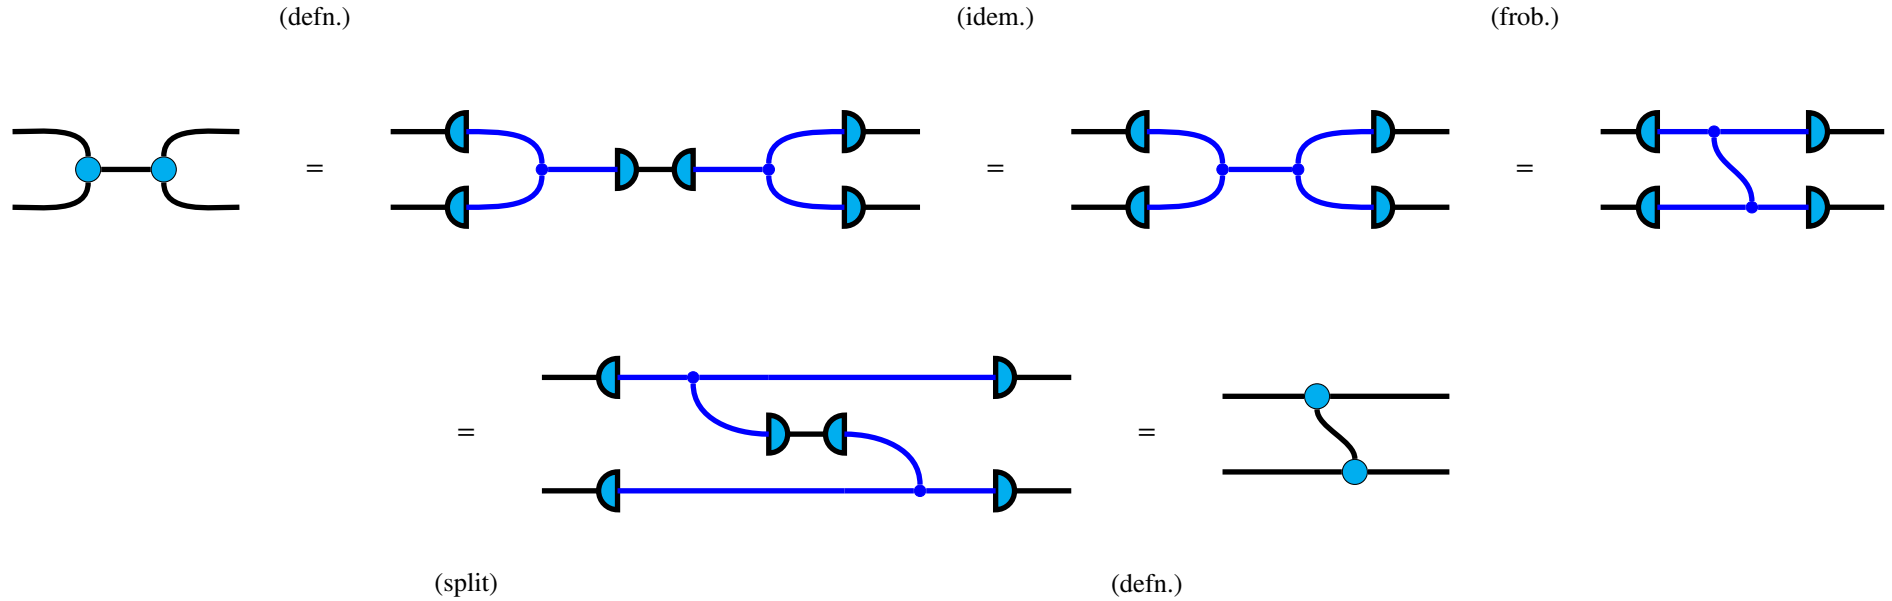 (defn.) (idem.) (frob.)
= = =
= =
(split) (defn.)